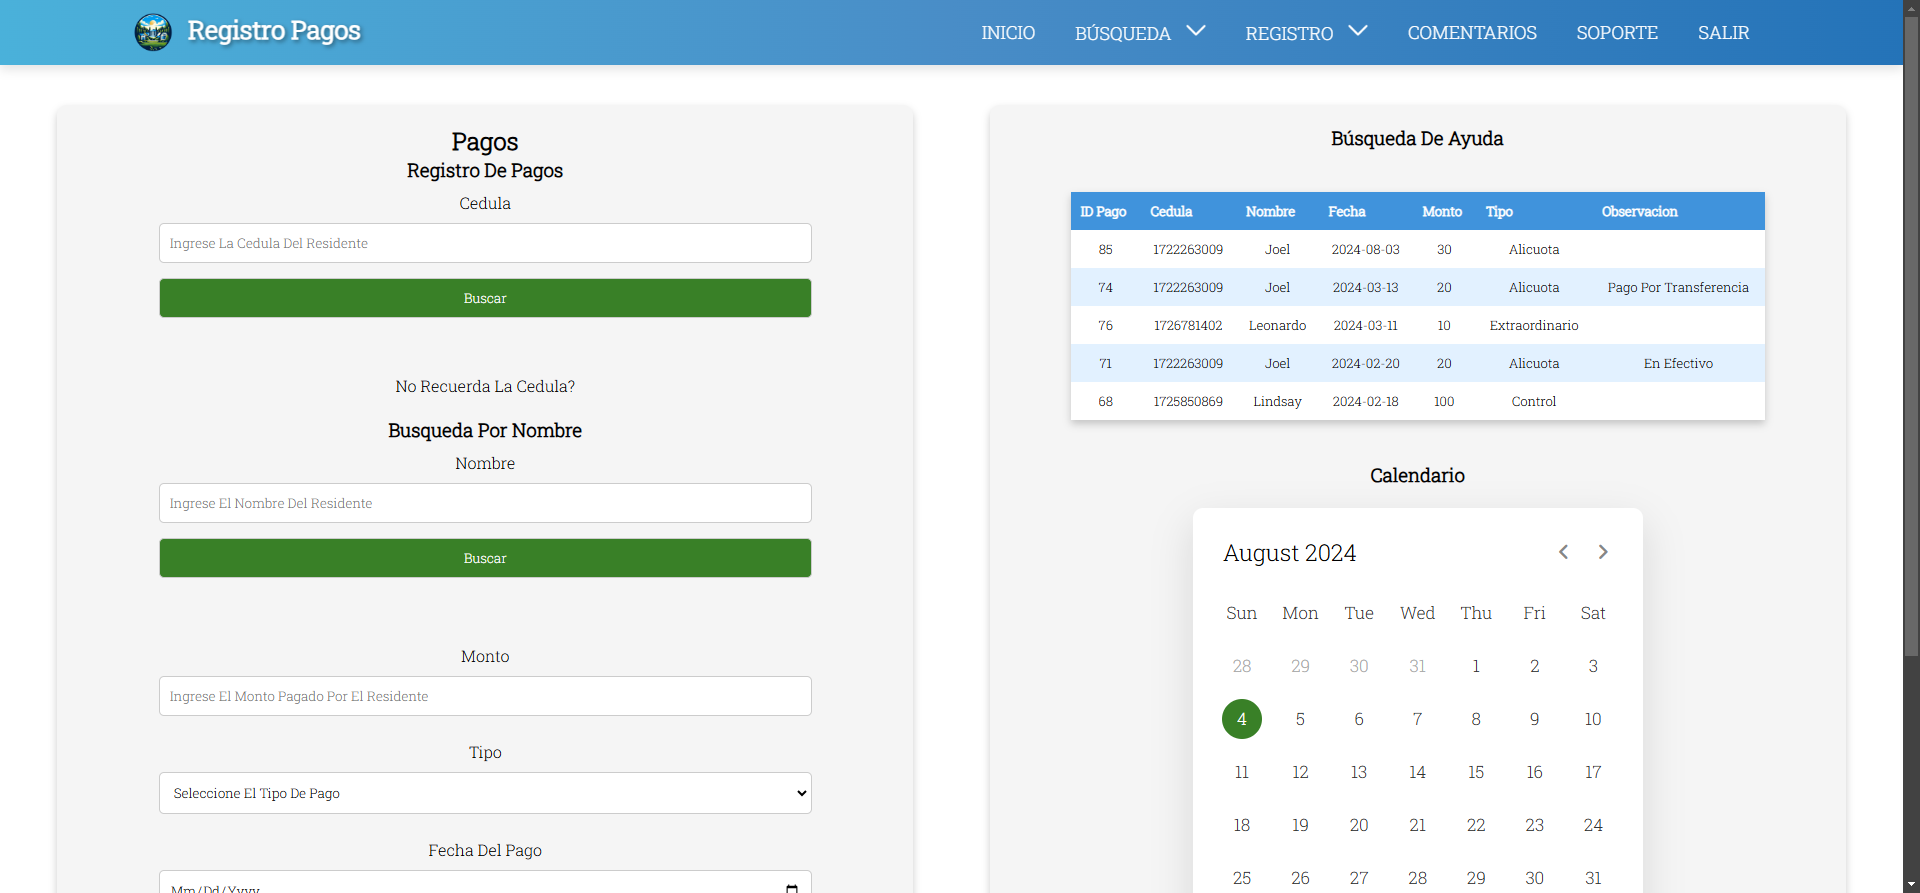 Registro Pagos
INICIO BÚSQUEDA REGISTRO COMENTARIOS SOPORTE SALIR
Pagos
Registro De Pagos
Cedula
Ingrese La Cedula Del Residente
Buscar
No Recuerda La Cedula?
Busqueda Por Nombre
Nombre
Ingrese El Nombre Del Residente
Buscar
Monto
Ingrese El Monto Pagado Por El Residente
Tipo
Seleccione El Tipo De Pago
Fecha Del Pago
Mm/Dd/Yyyy
Búsqueda De Ayuda
ID Pago Cedula Nombre Fecha Monto Tipo Observacion
85 1722263009 Joel 2024-08-03 30 Alicuota
74 1722263009 Joel 2024-03-13 20 Alicuota Pago Por Transferencia
76 1726781402 Leonardo 2024-03-11 10 Extraordinario
71 1722263009 Joel 2024-02-20 20 Alicuota En Efectivo
68 1725850869 Lindsay 2024-02-18 100 Control
Calendario
August 2024
Sun Mon Tue Wed Thu Fri Sat
28 29 30 31 1 2 3
4 5 6 7 8 9 10
11 12 13 14 15 16 17
18 19 20 21 22 23 24
25 26 27 28 29 30 31